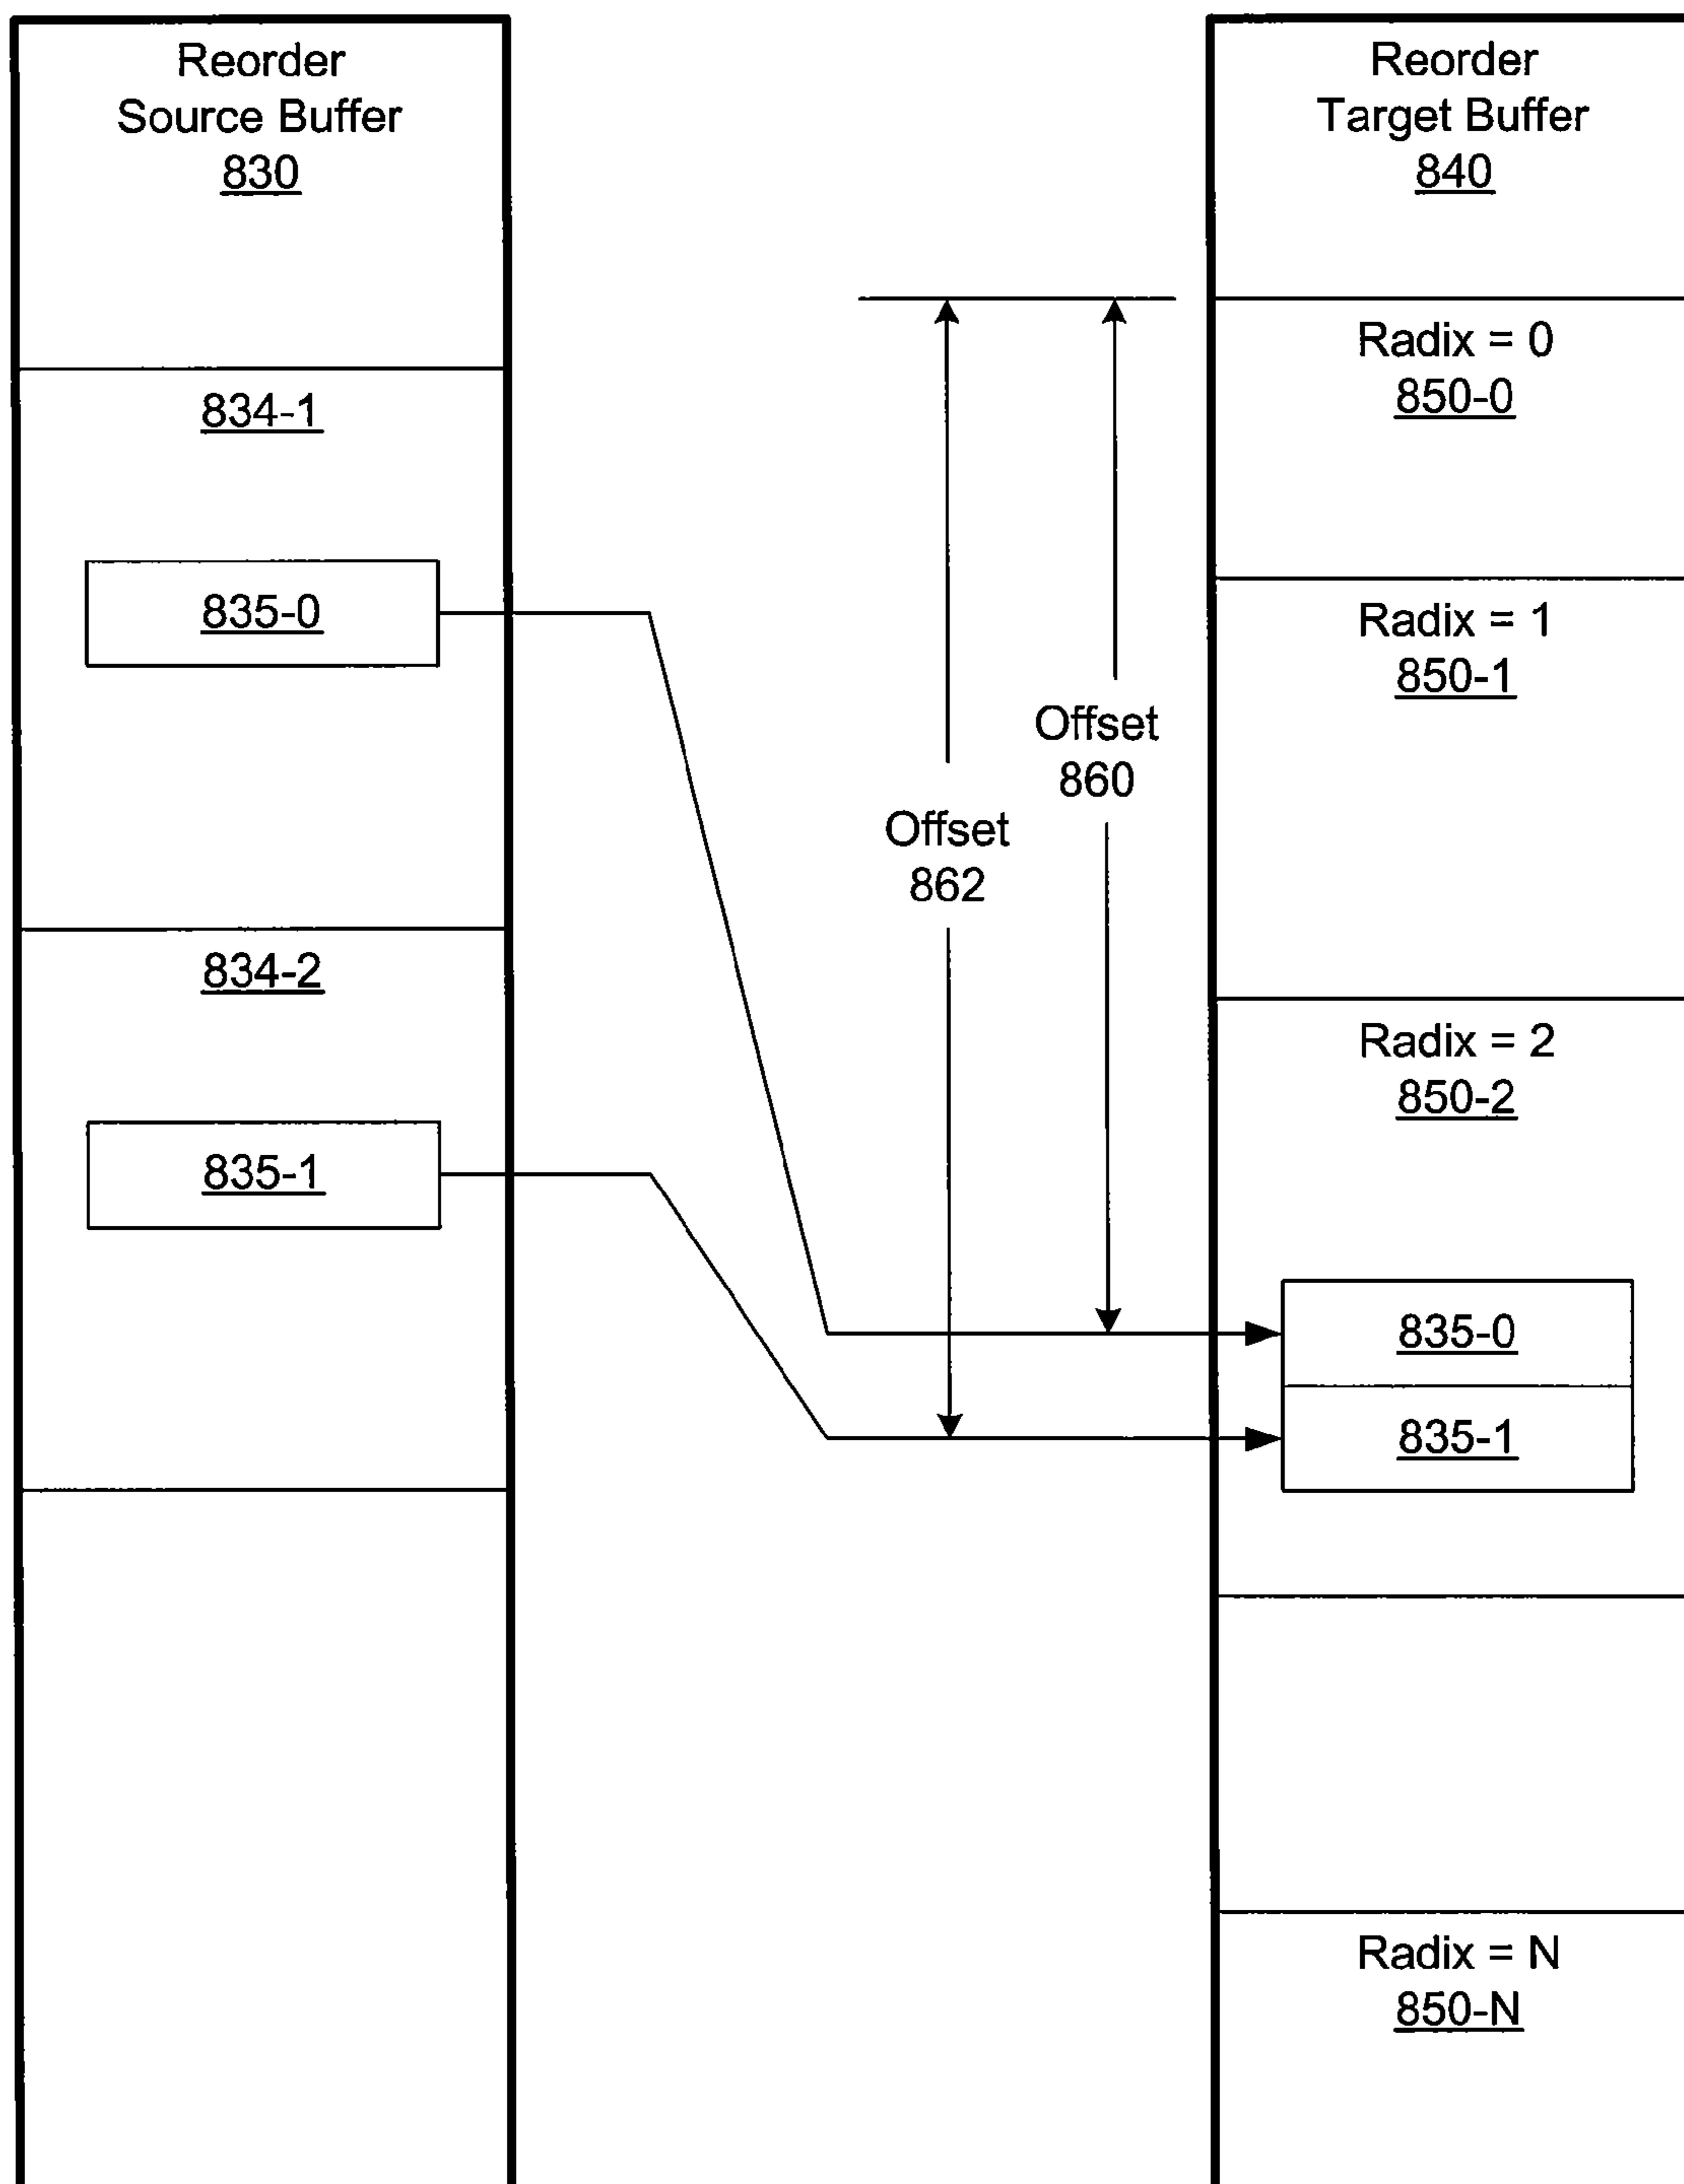 Reorder
Source Buffer
830
834-1
835-0
834-2
835-1
Offset
860
Offset
862
Reorder
Target Buffer
840
Radix = 0
850-0
Radix = 1
850-1
Radix = 2
850-2
835-0
835-1
Radix = N
850-N